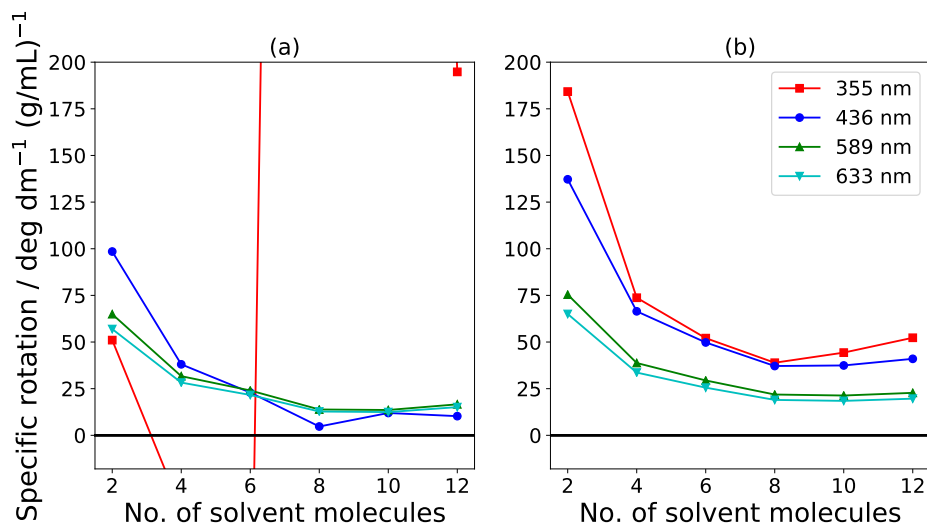 Specific rotation / deg dm⁻¹ (g/mL)⁻¹
(a)
200
175
150
125
100
75
50
25
0
2 4 6 8 10 12
No. of solvent molecules
(b)
200
175
150
125
100
75
50
25
0
355 nm
436 nm
589 nm
633 nm
2 4 6 8 10 12
No. of solvent molecules